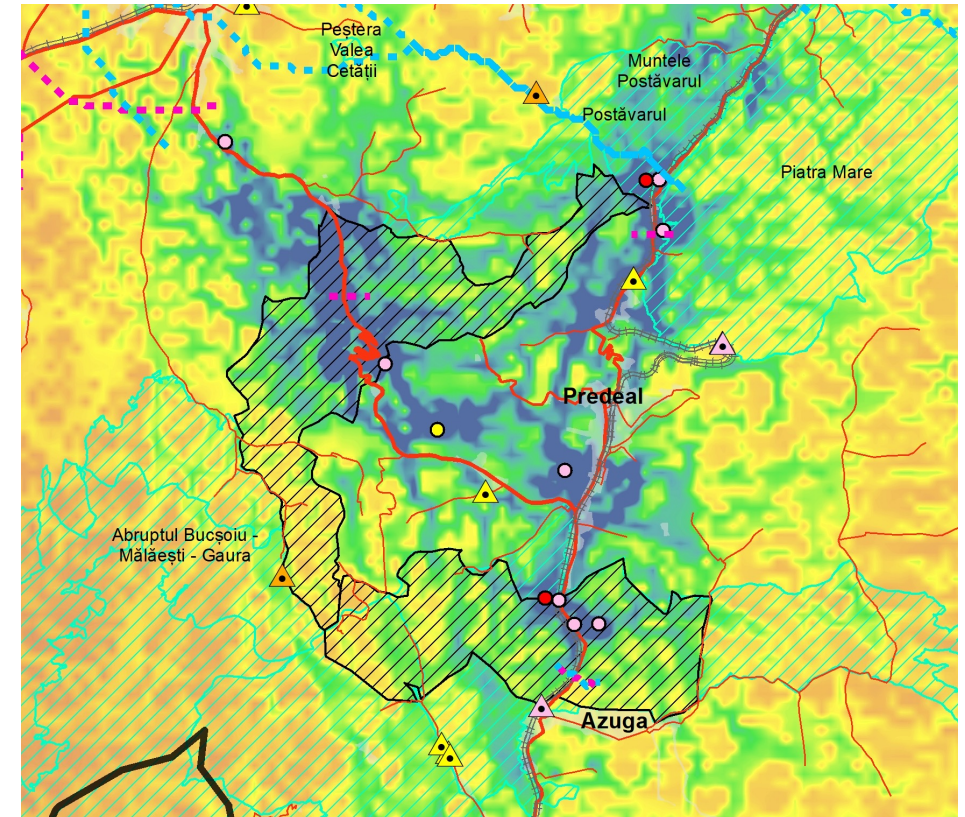 Peștera
Valea
Cetății
Muntele
Postăvarul
Postăvarul
Piatra Mare
Predeal
Abruptul Bucșoiu -
Mălăești - Gaura
Azuga